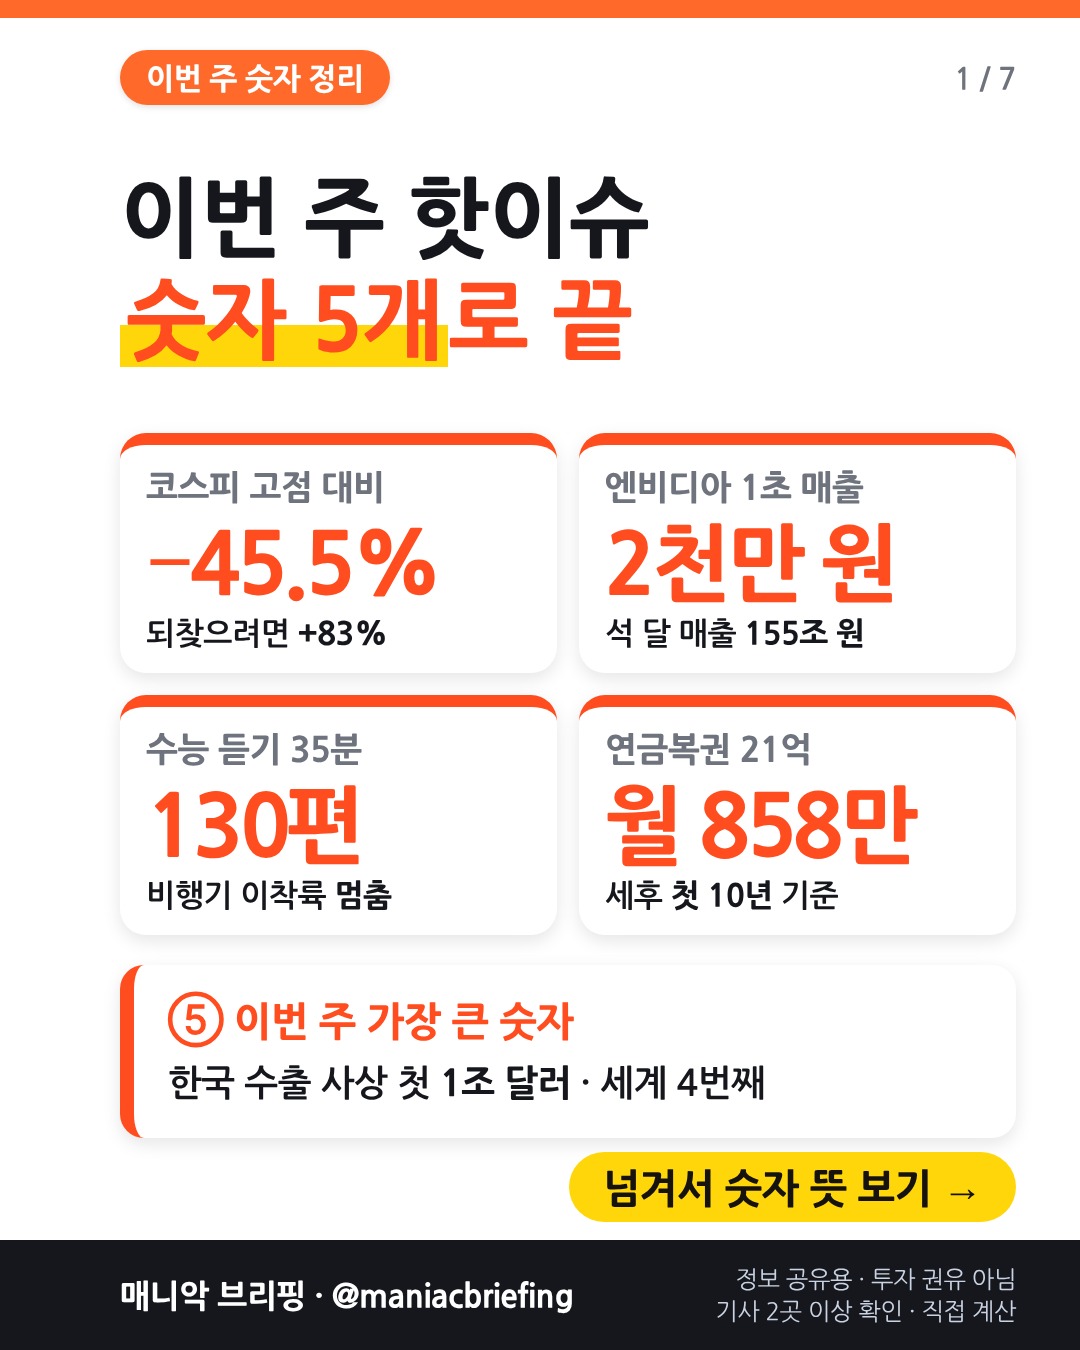 이번 주 숫자 정리
1 / 7
이번 주 핫이슈
숫자 5개로 끝
코스피 고점 대비
−45.5%
되찾으려면 +83%
엔비디아 1초 매출
2천만 원
석 달 매출 155조 원
수능 듣기 35분
130편
비행기 이착륙 멈춤
연금복권 21억
월 858만
세후 첫 10년 기준
⑤ 이번 주 가장 큰 숫자
한국 수출 사상 첫 1조 달러 · 세계 4번째
넘겨서 숫자 뜻 보기 →
매니악 브리핑 · @maniacbriefing
정보 공유용 · 투자 권유 아님
기사 2곳 이상 확인 · 직접 계산